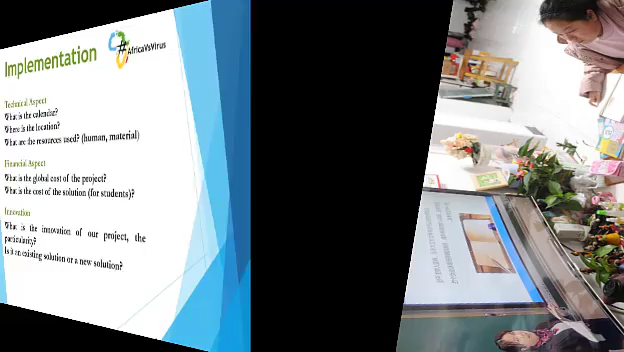 Implementation
#AfricaVsVirus
Technical Aspect
What is the calendar?
Where is the location?
What are the resources used? (human, material)
Financial Aspect
What is the global cost of the project?
What is the cost of the solution (for students)?
Innovation
What is the innovation of our project, the
particularity?
Is it an existing solution or a new solution?